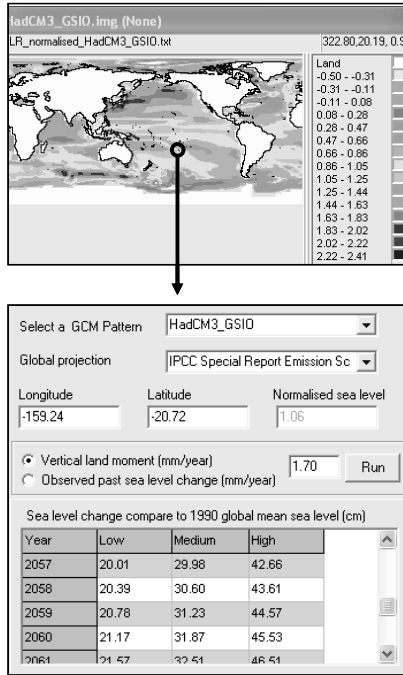 HadCM3_GSIO.img (None)
LR_normalised_HadCM3_GSIO.txt 322.80,20.19, 0.9
Land
-0.50 - -0.31
-0.31 - -0.11
-0.11 - 0.08
0.08 - 0.28
0.28 - 0.47
0.47 - 0.66
0.66 - 0.86
0.86 - 1.05
1.05 - 1.25
1.25 - 1.44
1.44 - 1.63
1.63 - 1.83
1.83 - 2.02
2.02 - 2.22
2.22 - 2.41
Select a GCM Pattern HadCM3_GSIO
Global projection IPCC Special Report Emission Sc
Longitude Latitude Normalised sea level
-159.24 -20.72 1.06
Vertical land moment (mm/year) 1.70 Run
Observed past sea level change (mm/year)
Sea level change compare to 1990 global mean sea level (cm)
Year Low Medium High
2057 20.01 29.98 42.66
2058 20.39 30.60 43.61
2059 20.78 31.23 44.57
2060 21.17 31.87 45.53
2061 21.57 32.51 46.51